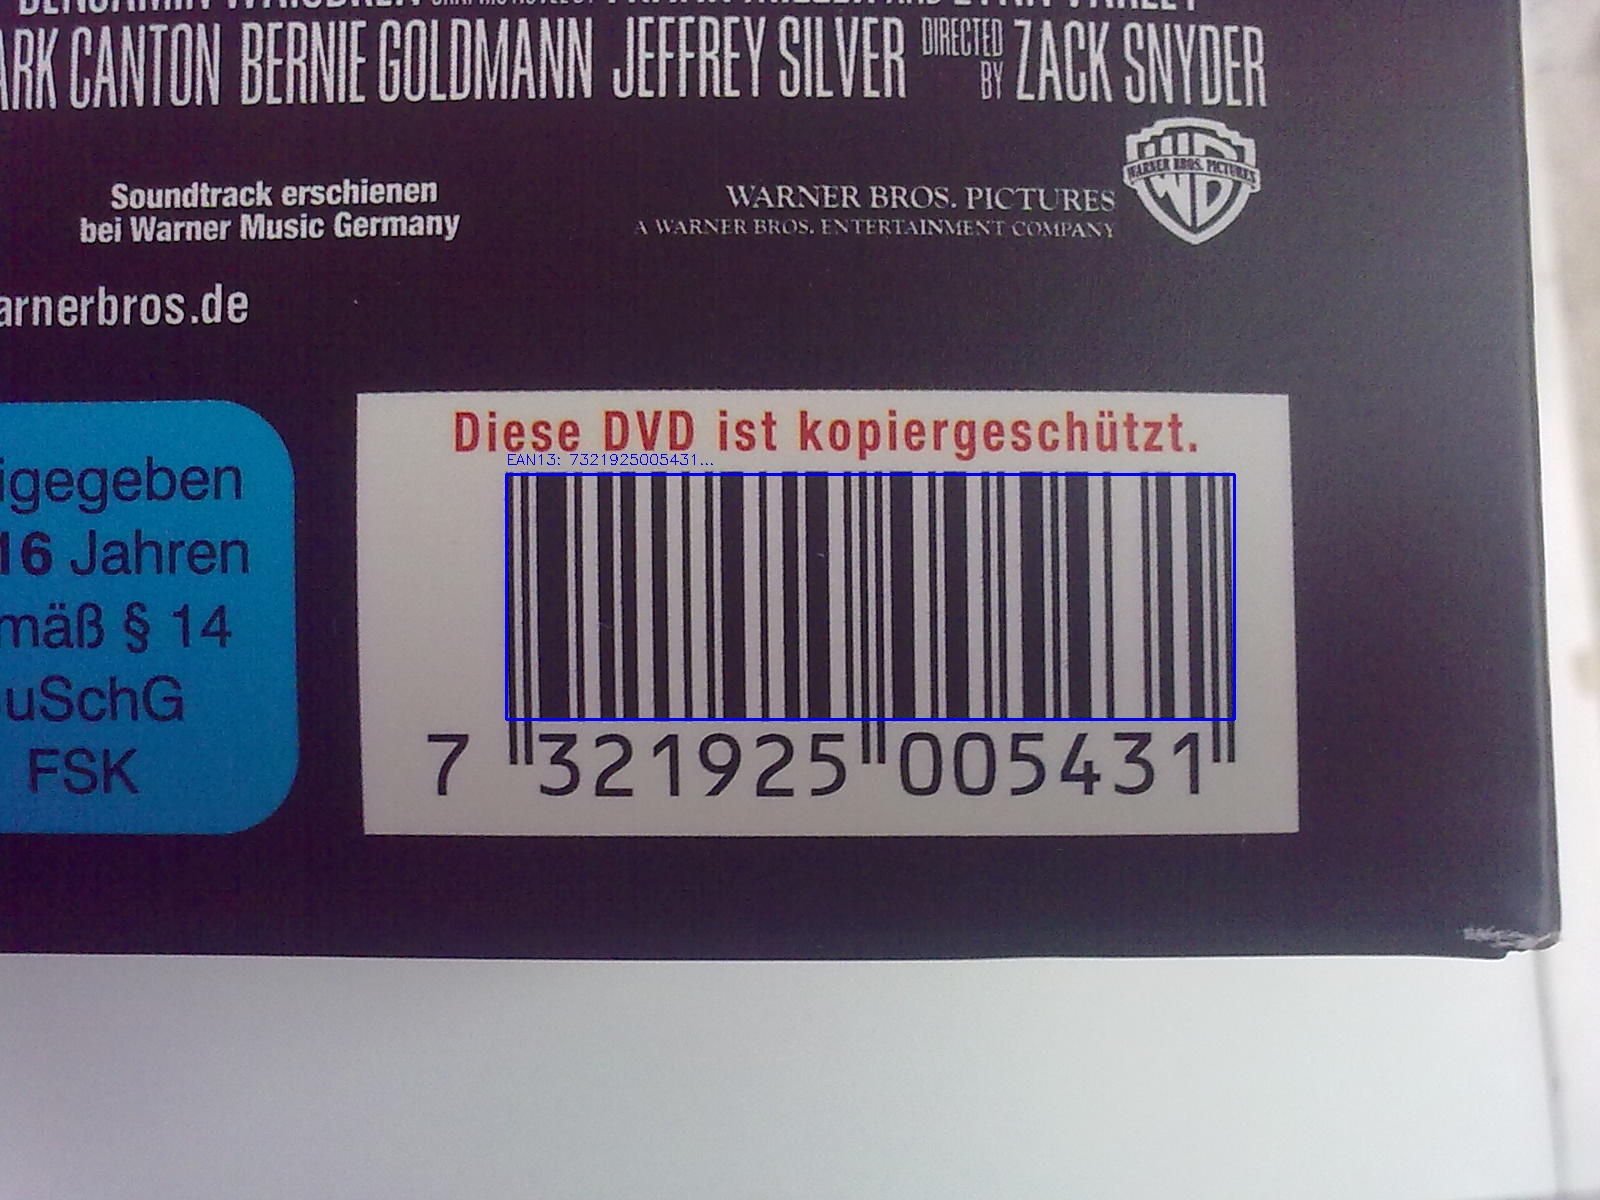 ARK CANTON BERNIE GOLDMANN JEFFREY SILVER DIRECTED BY ZACK SNYDER
WARNER BROS. PICTURES
Soundtrack erschienen
bei Warner Music Germany
WARNER BROS. PICTURES
A WARNER BROS. ENTERTAINMENT COMPANY
arnerbros.de
igegeben
16 Jahren
mäß § 14
uSchG
FSK
Diese DVD ist kopiergeschützt.
EAN13: 7321925005431...
7 321925 005431